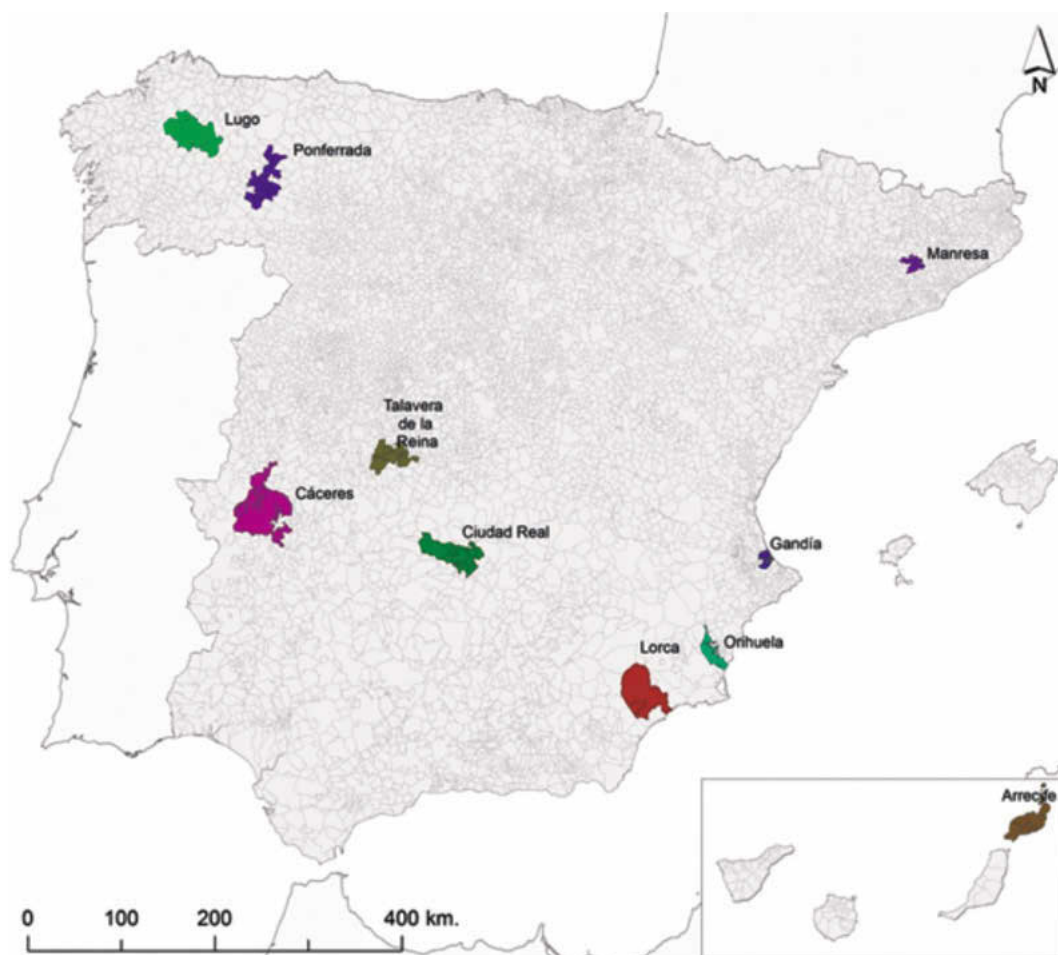 N
Lugo
Ponferrada
Manresa
Talavera
de la
Reina
Cáceres
Ciudad Real
Gandía
Lorca
Orihuela
Arrecife
0 100 200 400 km.